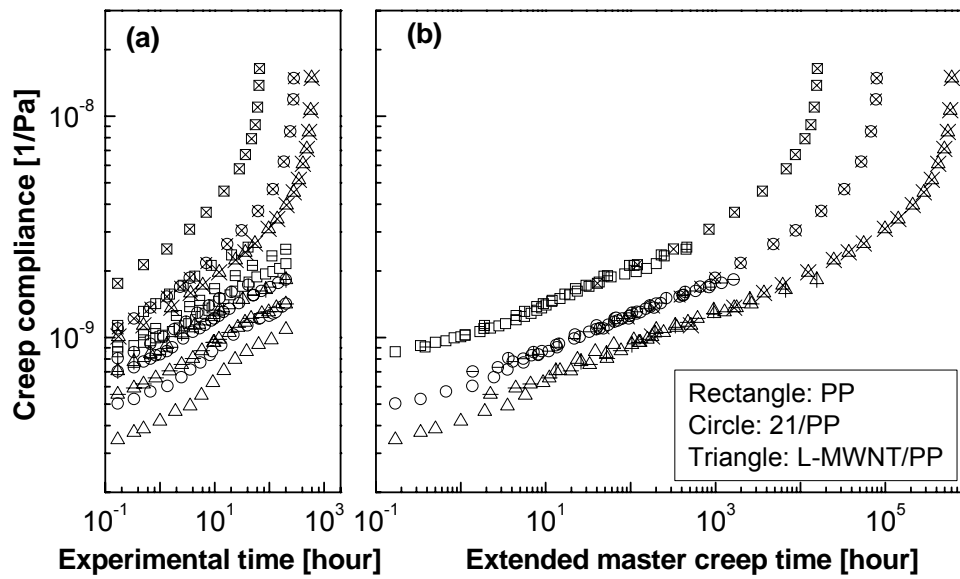 (a)
(b)
Creep compliance [1/Pa]
10⁻⁸
10⁻⁹
Rectangle: PP
Circle: 21/PP
Triangle: L-MWNT/PP
10⁻¹ 10¹ 10³ 10⁻¹ 10¹ 10³ 10⁵
Experimental time [hour] Extended master creep time [hour]